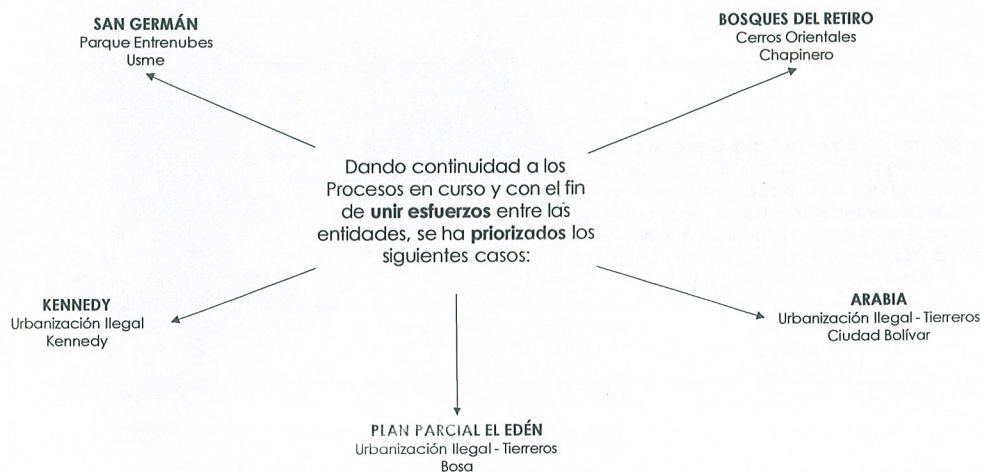 SAN GERMÁN
Parque Entrenubes
Usme
BOSQUES DEL RETIRO
Cerros Orientales
Chapinero
Dando continuidad a los
Procesos en curso y con el fin
de unir esfuerzos entre las
entidades, se ha priorizados los
siguientes casos:
KENNEDY
Urbanización Ilegal
Kennedy
ARABIA
Urbanización Ilegal - Tierreros
Ciudad Bolívar
PLAN PARCIAL EL EDÉN
Urbanización Ilegal - Tierreros
Bosa